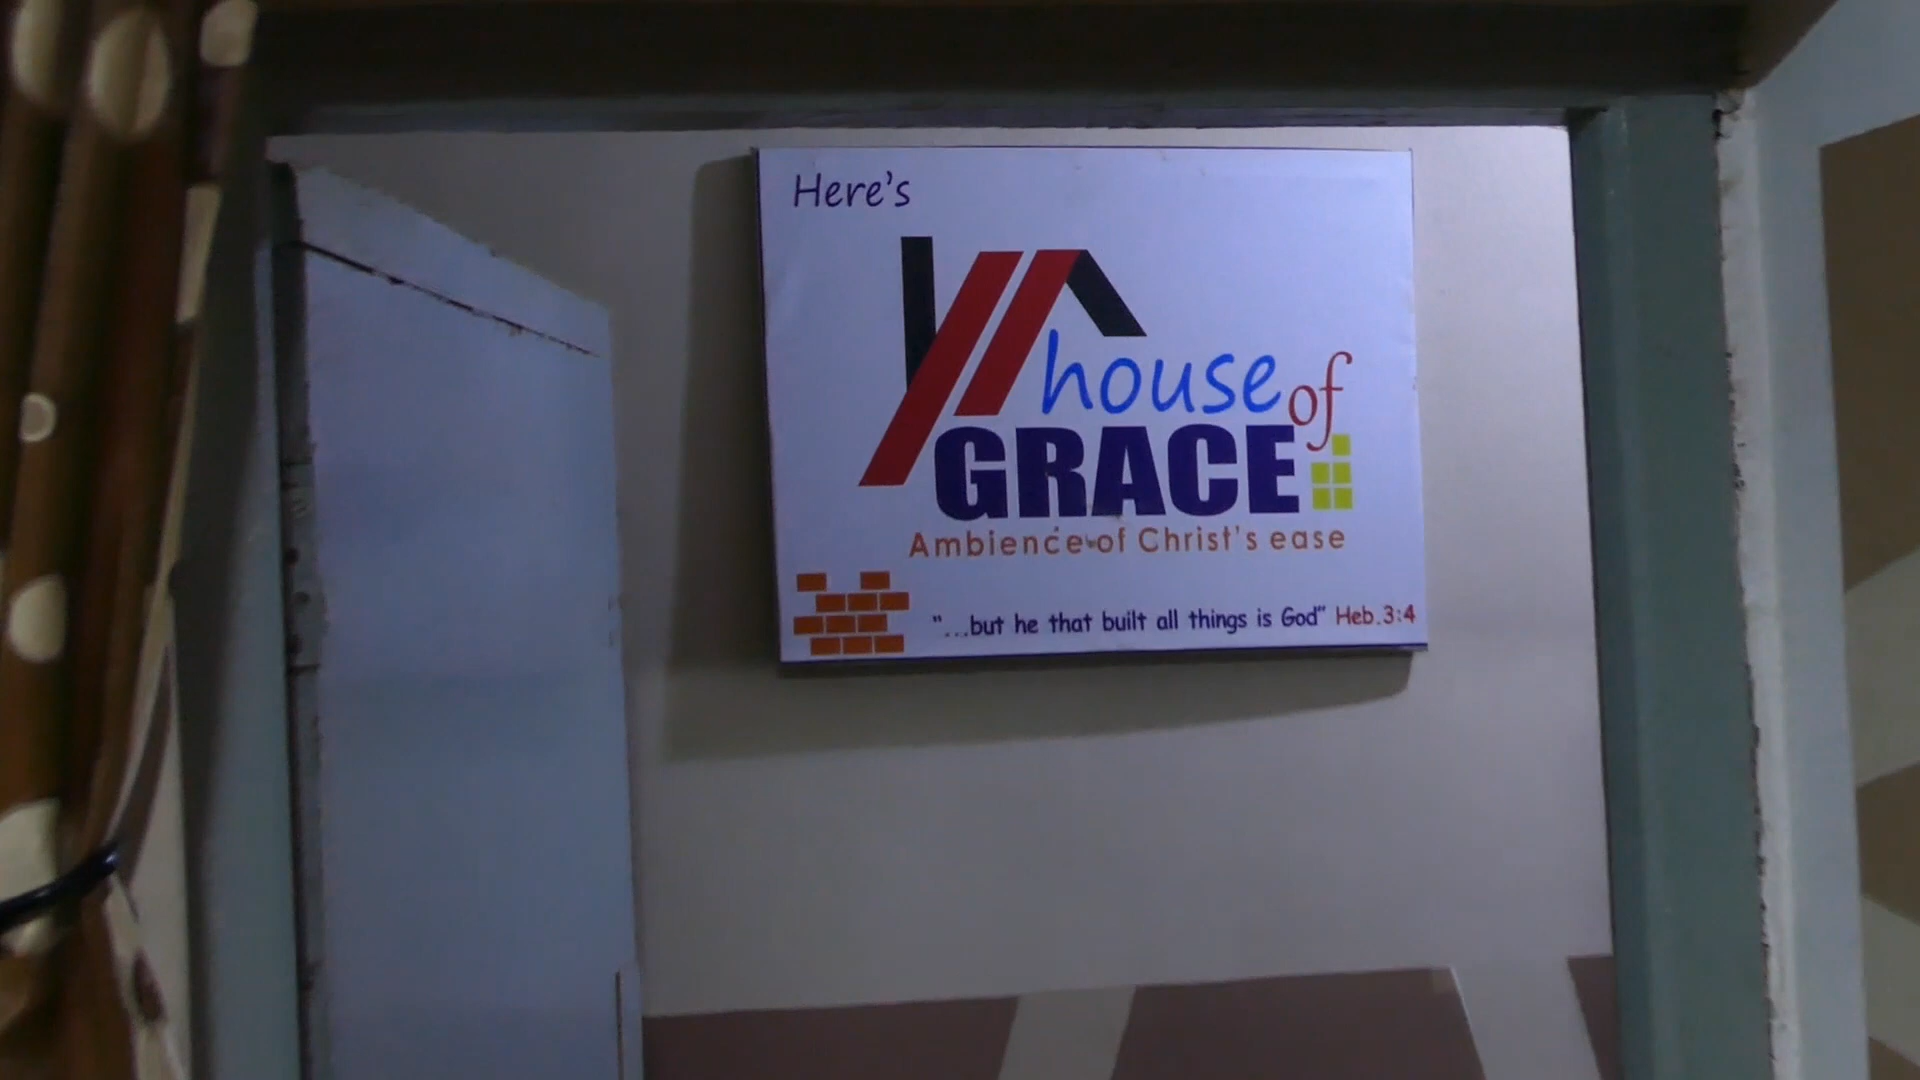 Here's
house of
GRACE
Ambience of Christ's ease
"...but he that built all things is God" Heb.3:4